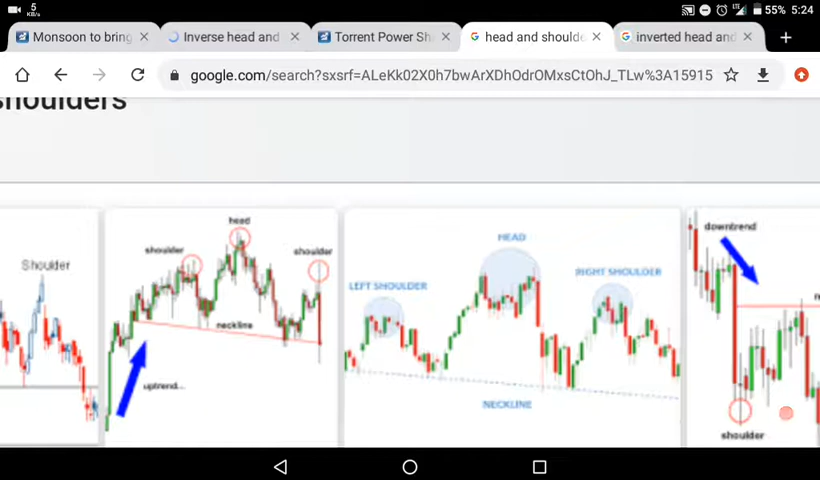 5
KB/s
LTE
55% 5:24
Monsoon to bring
Inverse head and
Torrent Power Sh
head and shoulde
inverted head and
google.com/search?sxsrf=ALeKk02X0h7bwArXDhOdrOMxsCtOhJ_TLw%3A15915
shoulders
Shoulder
shoulder
head
shoulder
neckline
uptrend...
LEFT SHOULDER
HEAD
RIGHT SHOULDER
NECKLINE
downtrend
shoulder